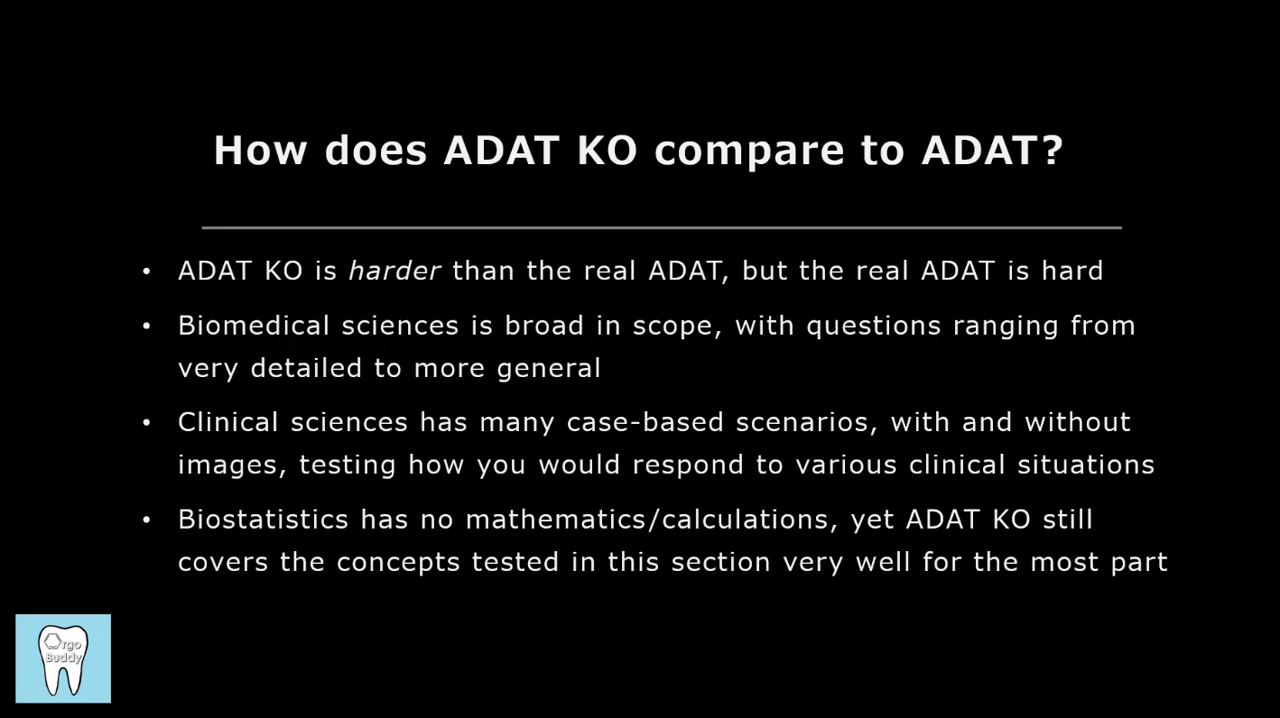 How does ADAT KO compare to ADAT?
• ADAT KO is harder than the real ADAT, but the real ADAT is hard
• Biomedical sciences is broad in scope, with questions ranging from
very detailed to more general
• Clinical sciences has many case-based scenarios, with and without
images, testing how you would respond to various clinical situations
• Biostatistics has no mathematics/calculations, yet ADAT KO still
covers the concepts tested in this section very well for the most part
Orgo
Buddy